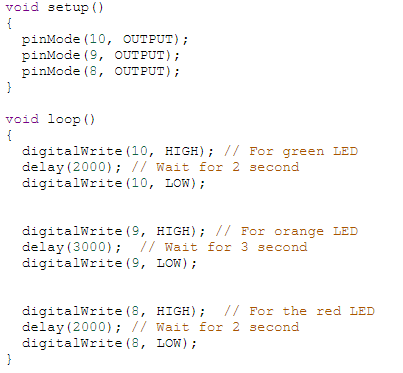 void setup()
{
  pinMode(10, OUTPUT);
  pinMode(9, OUTPUT);
  pinMode(8, OUTPUT);
}

void loop()
{
  digitalWrite(10, HIGH); // For green LED
  delay(2000); // Wait for 2 second
  digitalWrite(10, LOW);


  digitalWrite(9, HIGH); // For orange LED
  delay(3000);  // Wait for 3 second
  digitalWrite(9, LOW);


  digitalWrite(8, HIGH);  // For the red LED
  delay(2000); // Wait for 2 second
  digitalWrite(8, LOW);
}